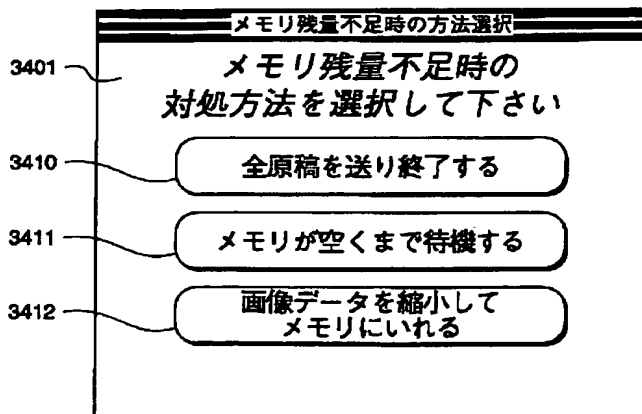 メモリ残量不足時の方法選択
3401
メモリ残量不足時の
対処方法を選択して下さい
3410
全原稿を送り終了する
3411
メモリが空くまで待機する
3412
画像データを縮小して
メモリにいれる